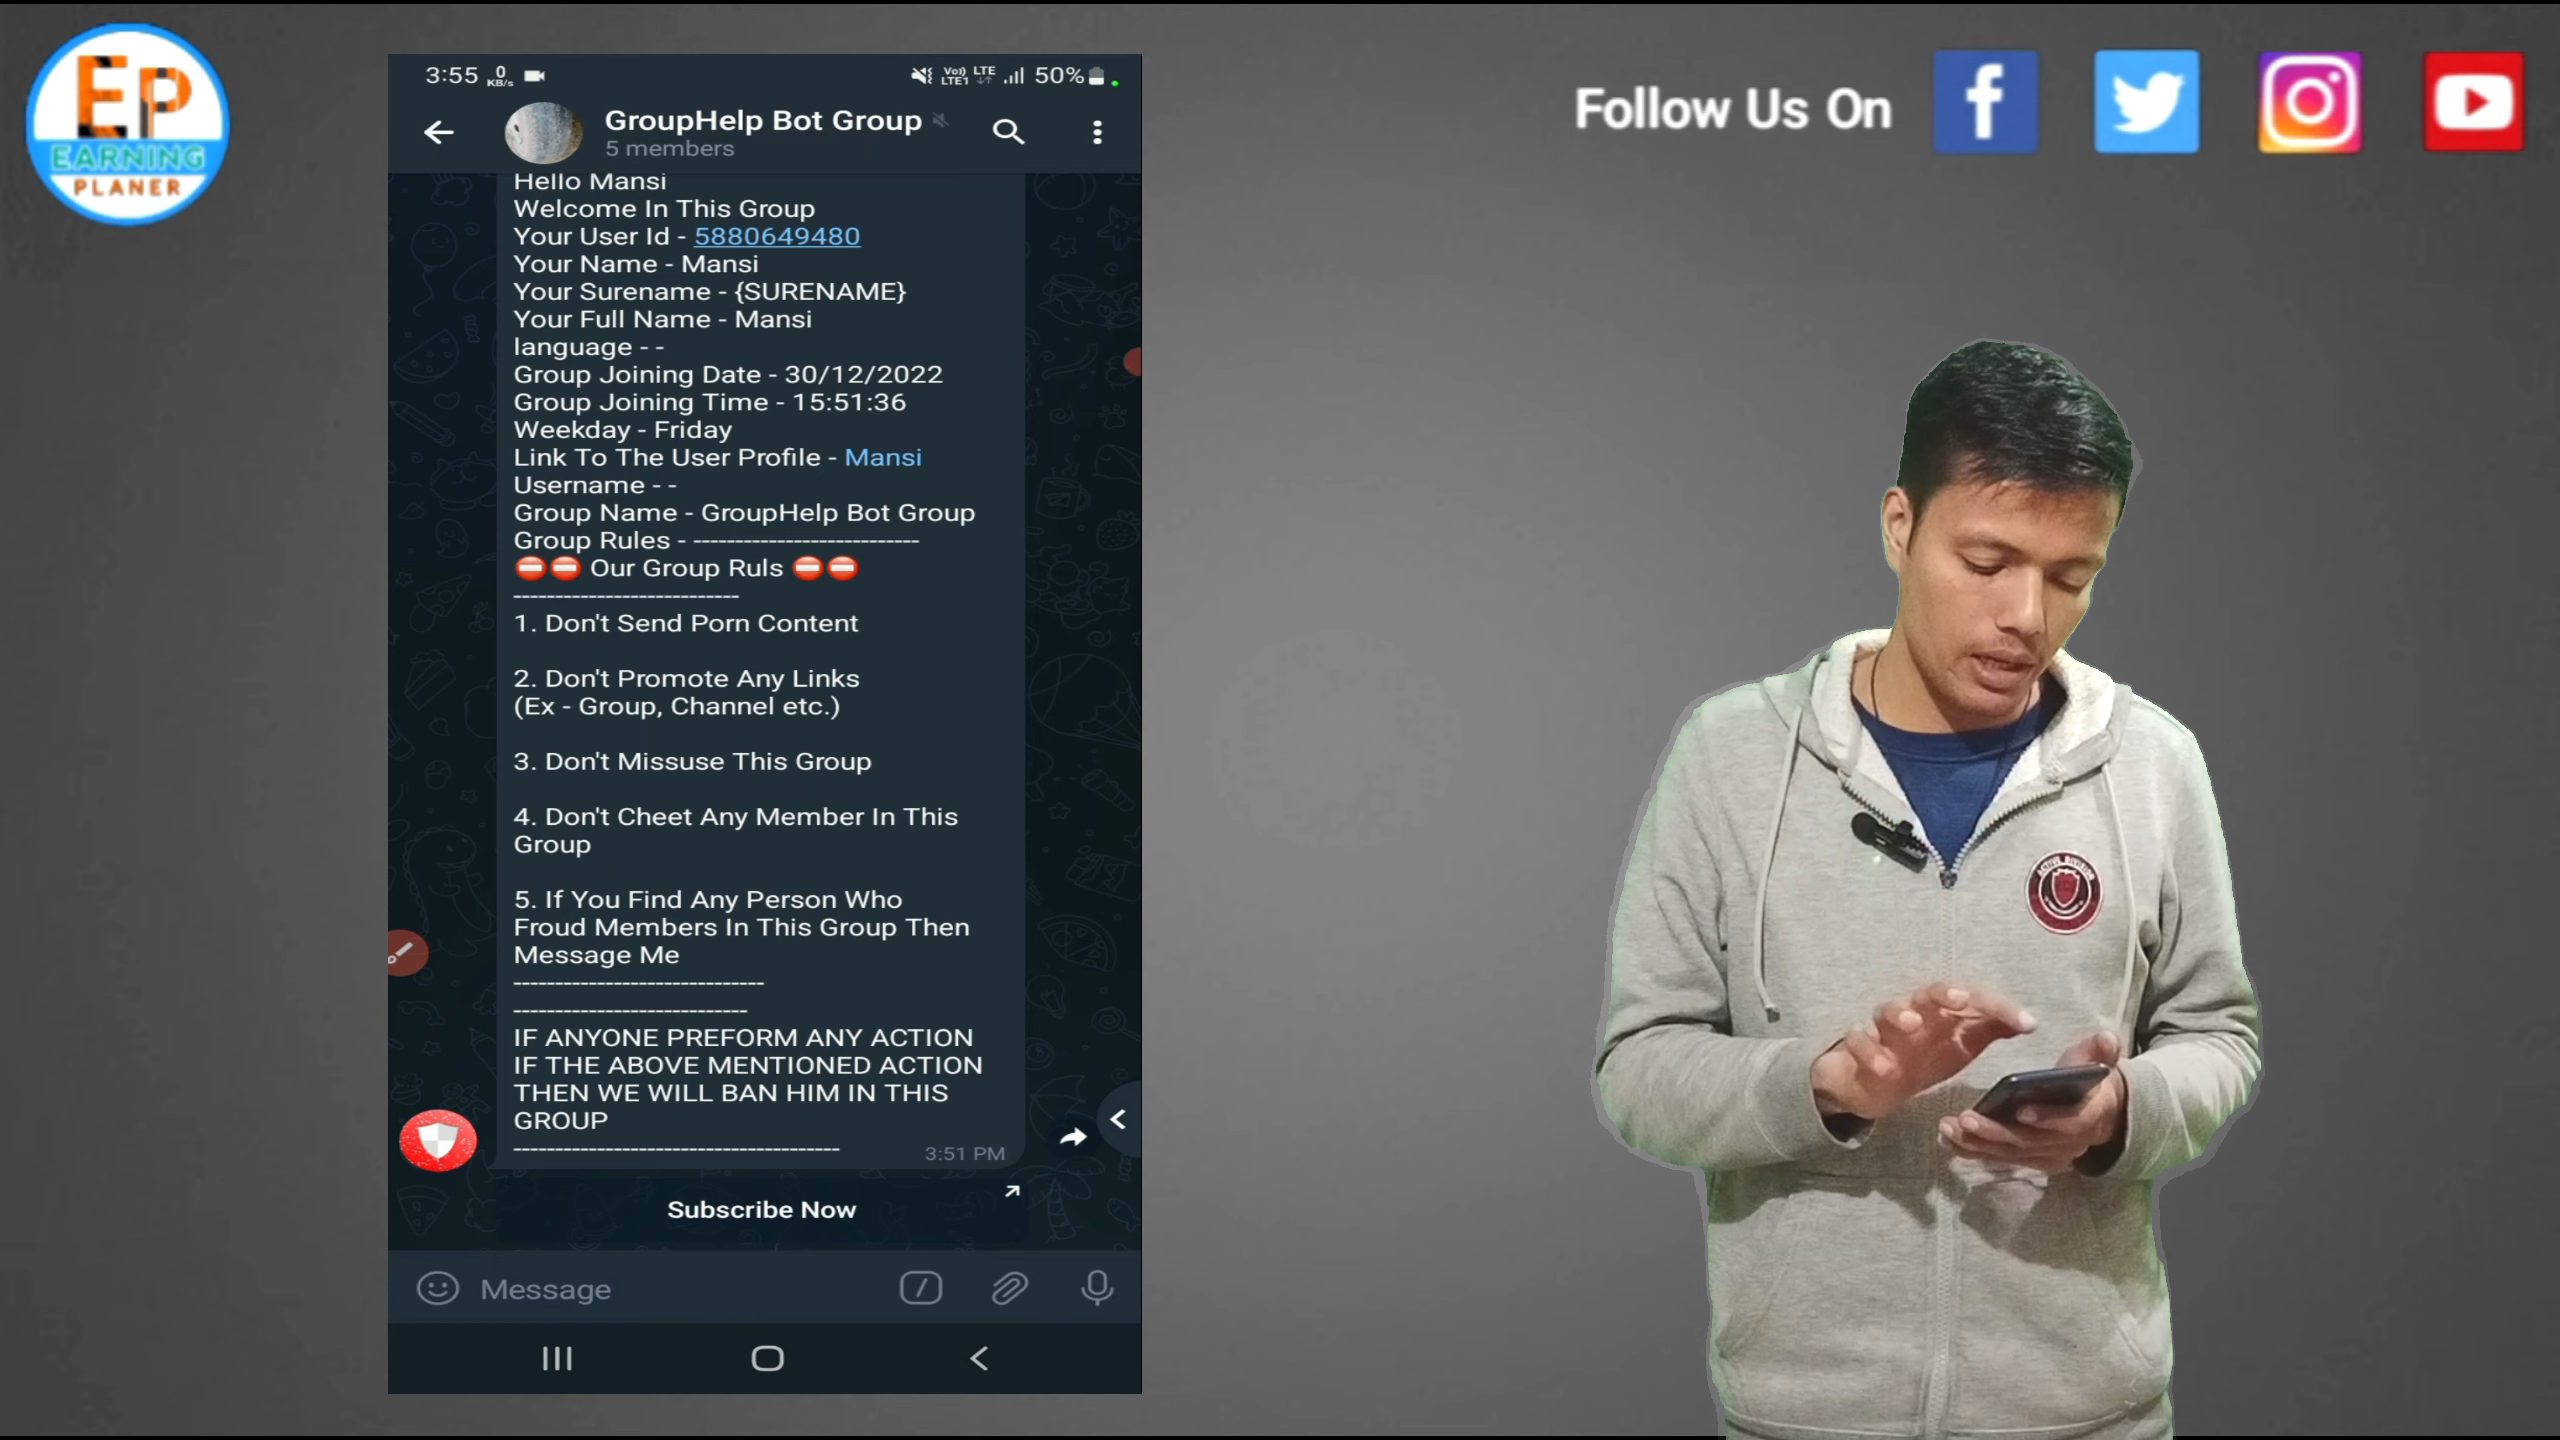 EP
EARNING
PLANER
Follow Us On
3:55 0 KB/s
Vo)) LTE1 LTE 50%
GroupHelp Bot Group
5 members
Hello Mansi
Welcome In This Group
Your User Id - 5880649480
Your Name - Mansi
Your Surename - {SURENAME}
Your Full Name - Mansi
language - -
Group Joining Date - 30/12/2022
Group Joining Time - 15:51:36
Weekday - Friday
Link To The User Profile - Mansi
Username - -
Group Name - GroupHelp Bot Group
Group Rules - ---------------------------
⛔⛔ Our Group Ruls ⛔⛔
---------------------------
1. Don't Send Porn Content
2. Don't Promote Any Links
(Ex - Group, Channel etc.)
3. Don't Missuse This Group
4. Don't Cheet Any Member In This
Group
5. If You Find Any Person Who
Froud Members In This Group Then
Message Me
------------------------------
----------------------------
IF ANYONE PREFORM ANY ACTION
IF THE ABOVE MENTIONED ACTION
THEN WE WILL BAN HIM IN THIS
GROUP
---------------------------------------
3:51 PM
Subscribe Now
Message